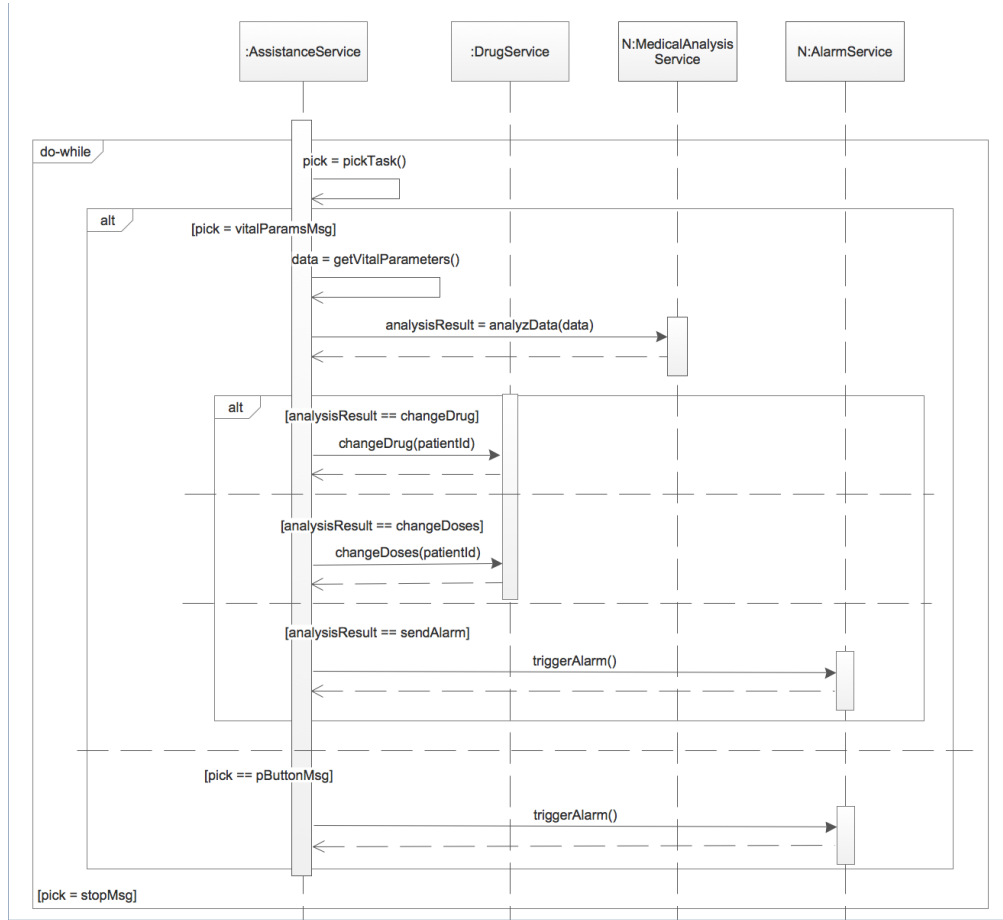 :AssistanceService
:DrugService
N:MedicalAnalysis
Service
N:AlarmService
do-while
pick = pickTask()
alt
[pick = vitalParamsMsg]
data = getVitalParameters()
analysisResult = analyzData(data)
alt
[analysisResult == changeDrug]
changeDrug(patientId)
[analysisResult == changeDoses]
changeDoses(patientId)
[analysisResult == sendAlarm]
triggerAlarm()
[pick == pButtonMsg]
triggerAlarm()
[pick = stopMsg]